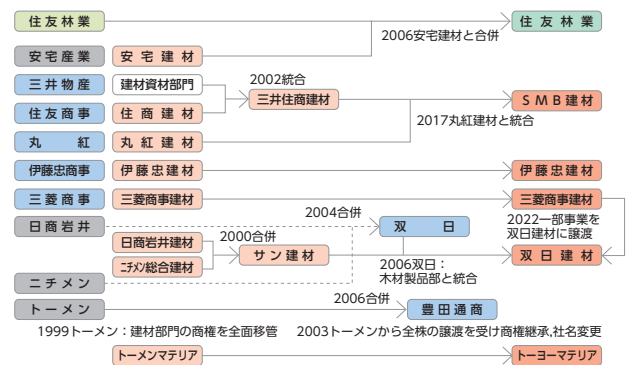 住友林業
住友林業
2006安宅建材と合併
安宅産業
安宅建材
三井物産
建材資材部門
2002統合
三井住商建材
SMB建材
住友商事
住商建材
2017丸紅建材と統合
丸紅
丸紅建材
伊藤忠商事
伊藤忠建材
伊藤忠建材
三菱商事
三菱商事建材
三菱商事建材
2004合併
2022一部事業を
双日建材に譲渡
日商岩井
双日
日商岩井建材
2000合併
サン建材
双日建材
ニチメン総合建材
2006双日：
木材製品部と統合
ニチメン
2006合併
トーメン
豊田通商
1999トーメン：建材部門の商権を全面移管
2003トーメンから全株の譲渡を受け商権継承,社名変更
トーメンマテリア
トーヨーマテリア